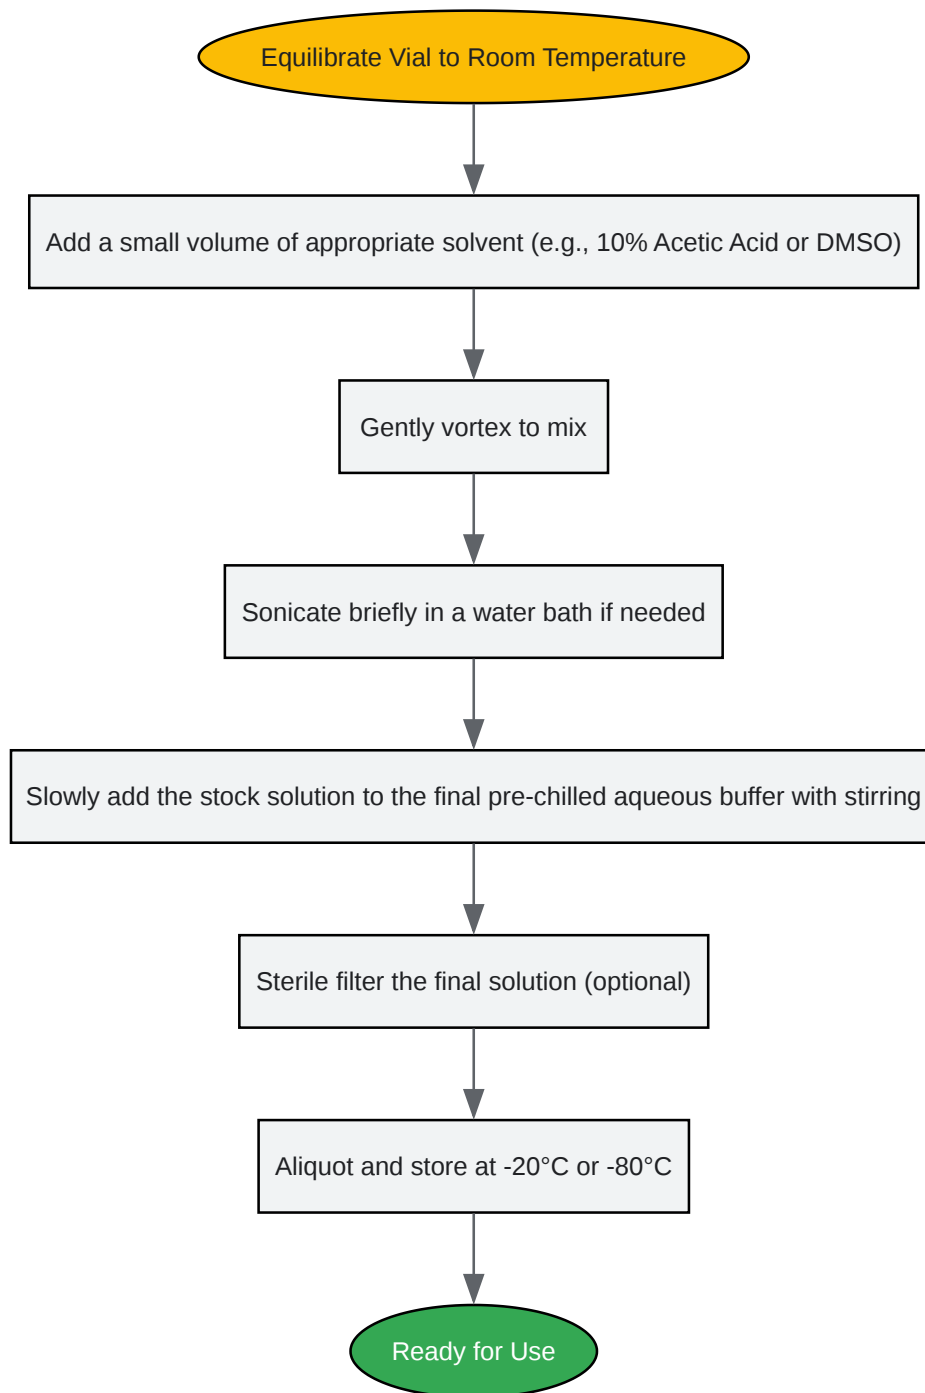 Equilibrate Vial to Room Temperature
Add a small volume of appropriate solvent (e.g., 10% Acetic Acid or DMSO)
Gently vortex to mix
Sonicate briefly in a water bath if needed
Slowly add the stock solution to the final pre-chilled aqueous buffer with stirring
Sterile filter the final solution (optional)
Aliquot and store at -20°C or -80°C
Ready for Use